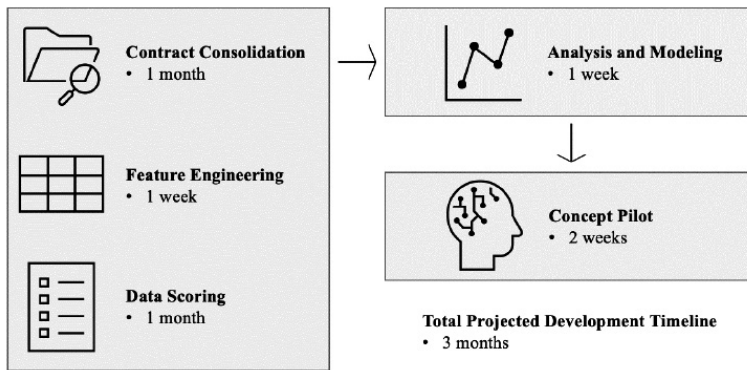 Contract Consolidation
• 1 month
Feature Engineering
• 1 week
Data Scoring
• 1 month
Analysis and Modeling
• 1 week
Concept Pilot
• 2 weeks
Total Projected Development Timeline
• 3 months